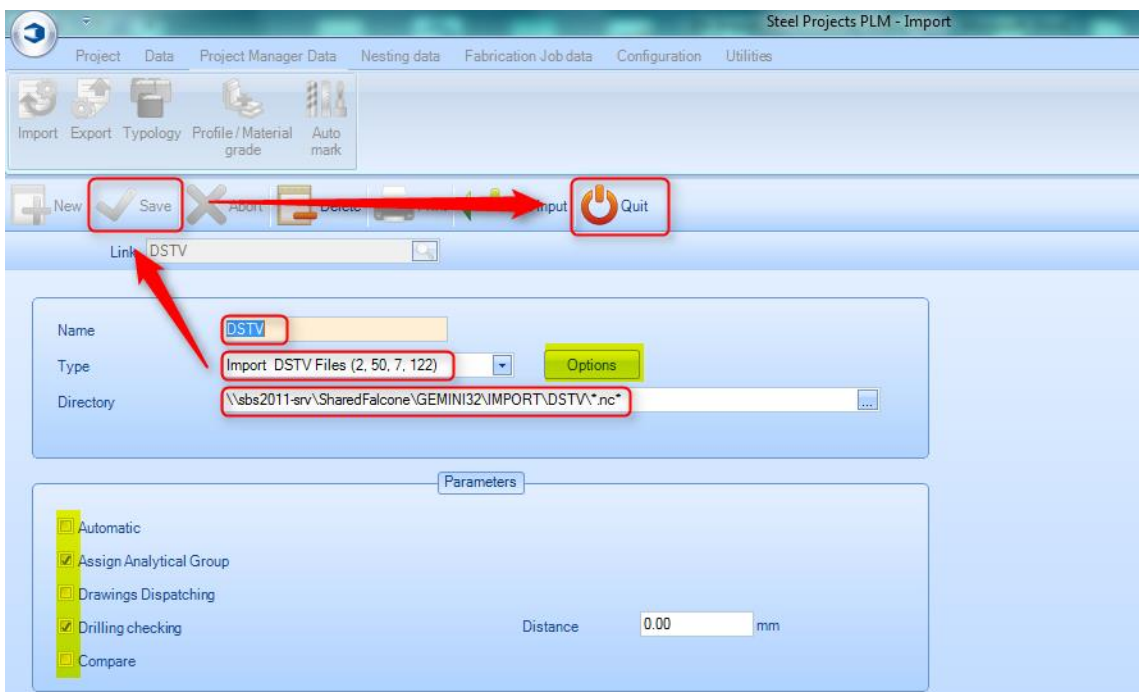 Steel Projects PLM - Import
Project Data Project Manager Data Nesting data Fabrication Job data Configuration Utilities
Import Export Typology Profile / Material grade Auto mark
New Save Abort Delete Input Quit
Link DSTV
Name DSTV
Type Import DSTV Files (2, 50, 7, 122) Options
Directory \\sbs2011-srv\SharedFalcone\GEMINI32\IMPORT\DSTV\*.nc* ...
Parameters
Automatic
Assign Analytical Group
Drawings Dispatching
Drilling checking Distance 0.00 mm
Compare